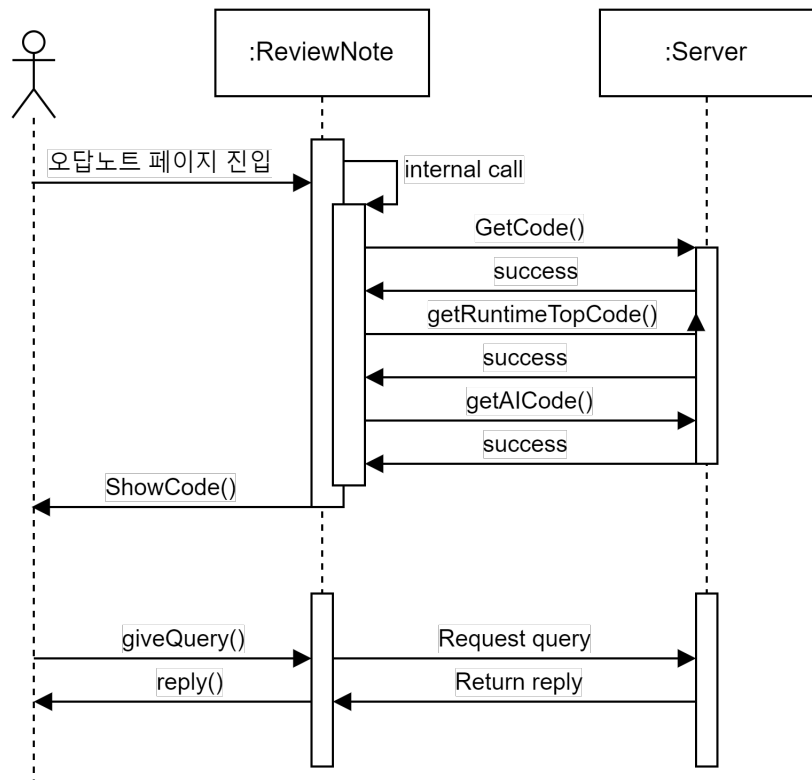 :ReviewNote
:Server
오답노트 페이지 진입
internal call
GetCode()
success
getRuntimeTopCode()
success
getAICode()
success
ShowCode()
giveQuery()
Request query
reply()
Return reply